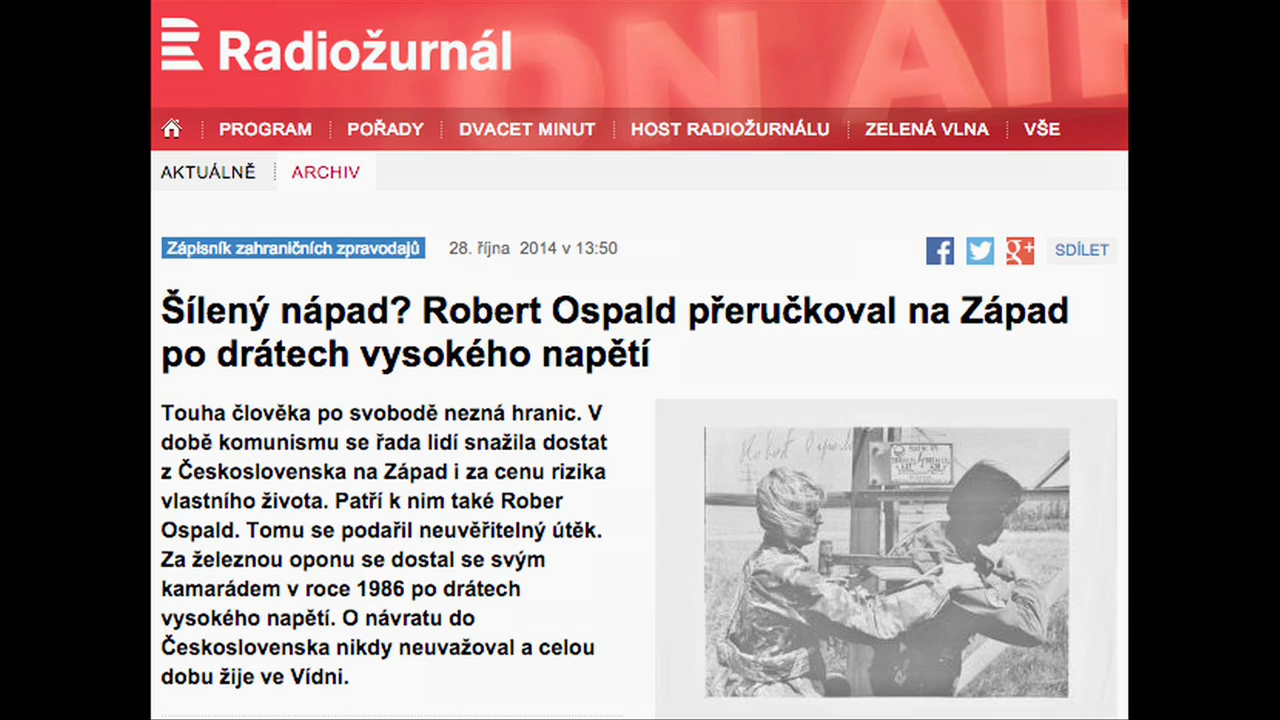 Radiožurnál
ON AIR
PROGRAM POŘADY DVACET MINUT HOST RADIOŽURNÁLU ZELENÁ VLNA VŠE
AKTUÁLNĚ ARCHIV
Zápisník zahraničních zpravodajů 28. října 2014 v 13:50 SDÍLET
Šílený nápad? Robert Ospald přeručkoval na Západ
po drátech vysokého napětí
Touha člověka po svobodě nezná hranic. V
době komunismu se řada lidí snažila dostat
z Československa na Západ i za cenu rizika
vlastního života. Patří k nim také Rober
Ospald. Tomu se podařil neuvěřitelný útěk.
Za železnou oponu se dostal se svým
kamarádem v roce 1986 po drátech
vysokého napětí. O návratu do
Československa nikdy neuvažoval a celou
dobu žije ve Vídni.